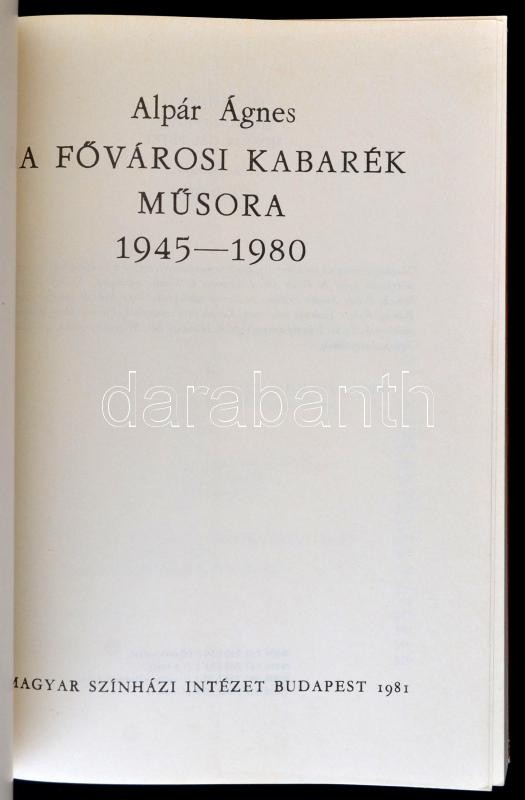 Alpár Ágnes
A FŐVÁROSI KABARÉK
MŰSORA
1945—1980
darabanth
MAGYAR SZÍNHÁZI INTÉZET BUDAPEST 1981